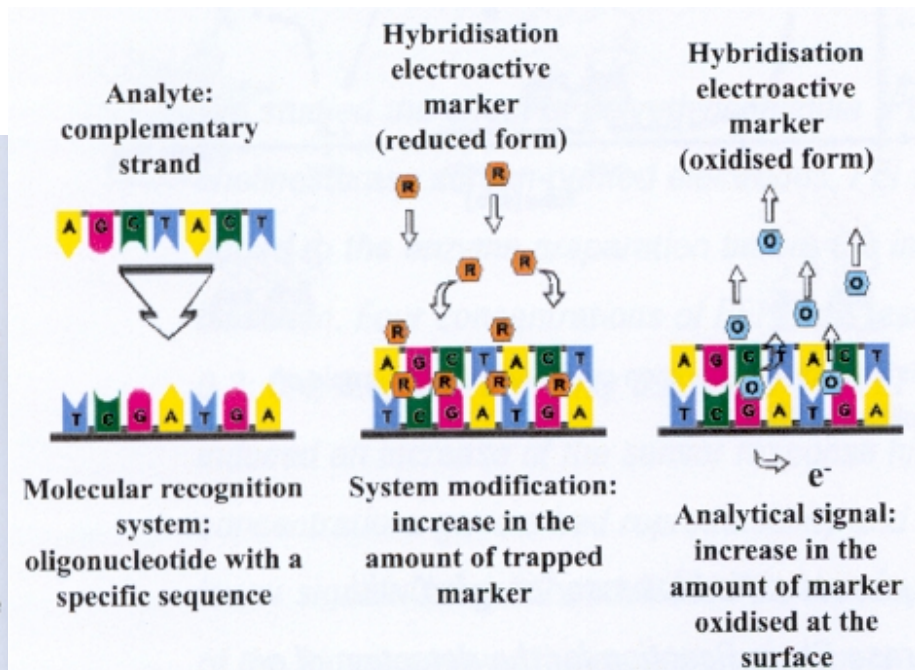 Analyte:
complementary
strand
A G G T A G T
T C G A T G A
Molecular recognition
system:
oligonucleotide with a
specific sequence
Hybridisation
electroactive
marker
(reduced form)
R R
R R
R R
A G C T A C T
R R R R
T C G A T G A
System modification:
increase in the
amount of trapped
marker
Hybridisation
electroactive
marker
(oxidised form)
O
O
O
O
A G T A C T
O O
T C G A T G A
e-
Analytical signal:
increase in the
amount of marker
oxidised at the
surface